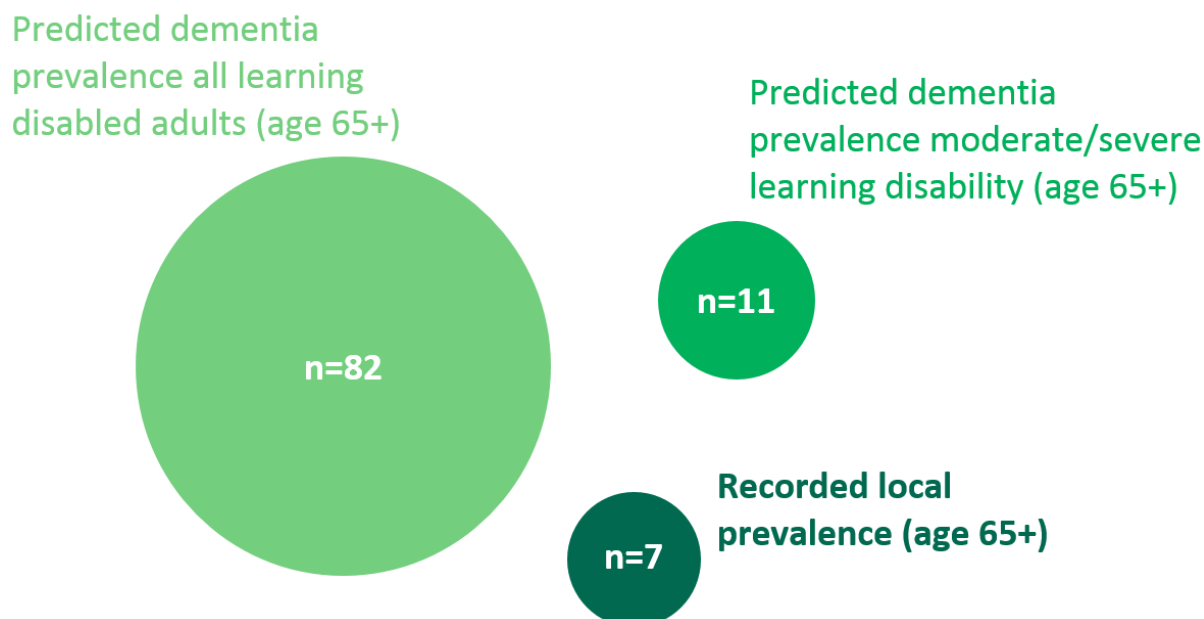 Predicted dementia
prevalence all learning
disabled adults (age 65+)
Predicted dementia
prevalence moderate/severe
learning disability (age 65+)
n=11
n=82
Recorded local
prevalence (age 65+)
n=7